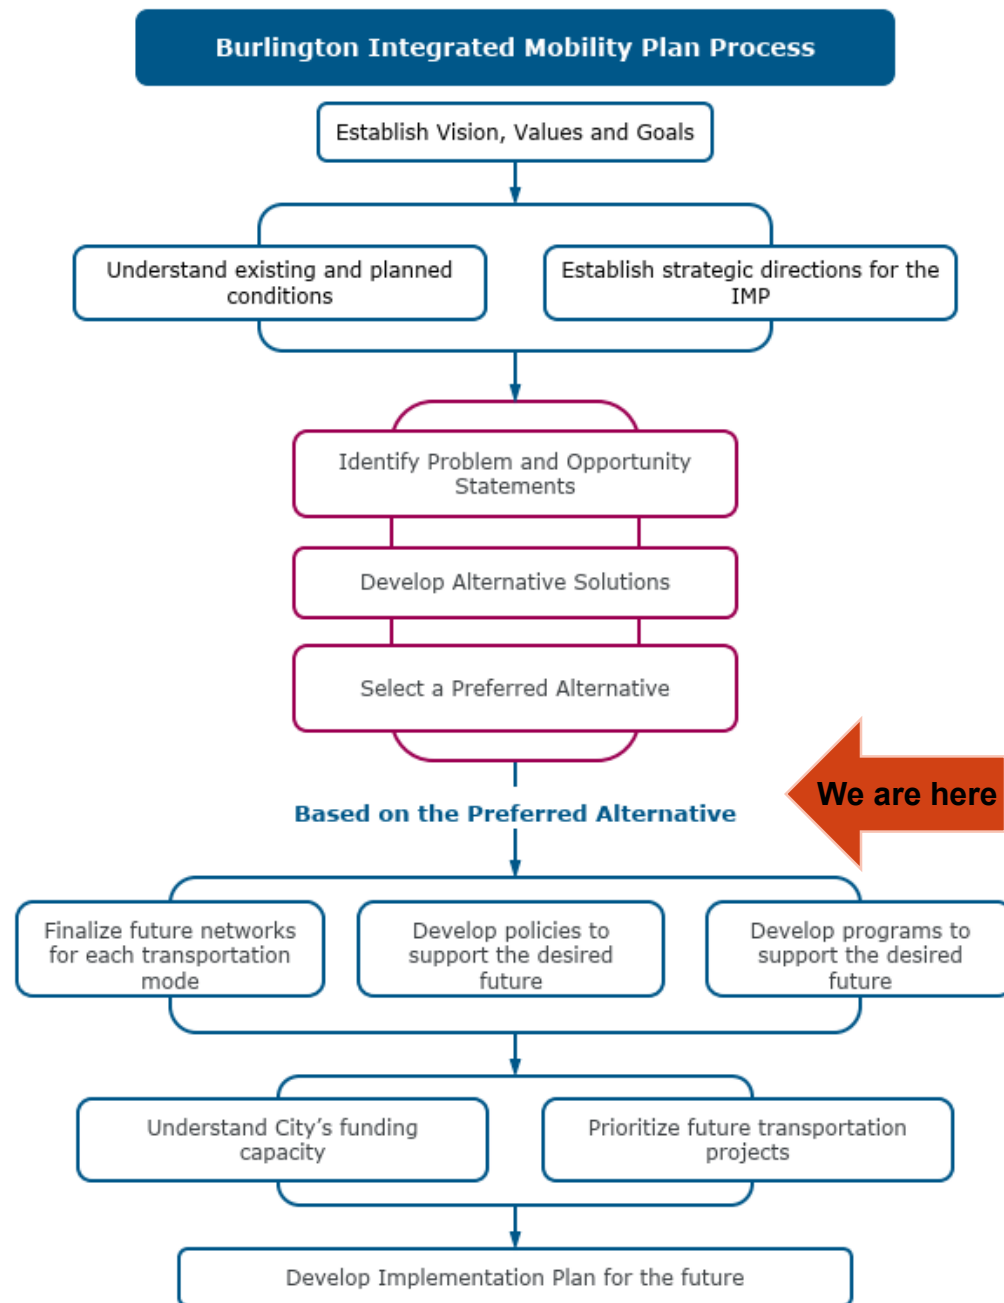 Burlington Integrated Mobility Plan Process
Establish Vision, Values and Goals
Understand existing and planned
conditions
Establish strategic directions for the
IMP
Identify Problem and Opportunity
Statements
Develop Alternative Solutions
Select a Preferred Alternative
We are here
Based on the Preferred Alternative
Finalize future networks
for each transportation
mode
Develop policies to
support the desired
future
Develop programs to
support the desired
future
Understand City’s funding
capacity
Prioritize future transportation
projects
Develop Implementation Plan for the future